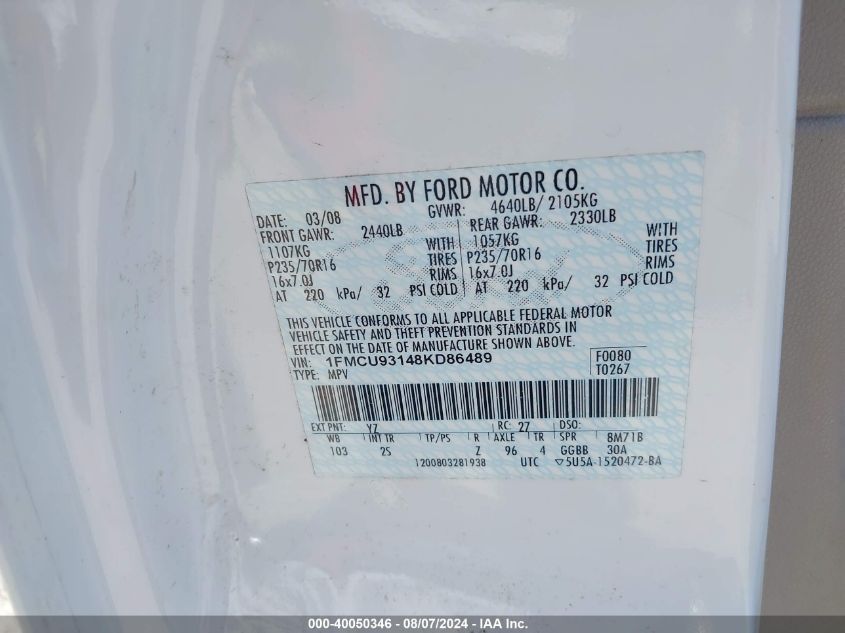 MFD. BY FORD MOTOR CO.
DATE: 03/08 GVWR: 4640LB/ 2105KG
FRONT GAWR: 2440LB REAR GAWR: 2330LB
1107KG WITH 1057KG WITH
P235/70R16 TIRES P235/70R16 TIRES
16x7.0J RIMS 16x7.0J RIMS
AT 220 kPa/ 32 PSI COLD AT 220 kPa/ 32 PSI COLD
THIS VEHICLE CONFORMS TO ALL APPLICABLE FEDERAL MOTOR
VEHICLE SAFETY AND THEFT PREVENTION STANDARDS IN
EFFECT ON THE DATE OF MANUFACTURE SHOWN ABOVE.
VIN: 1FMCU93148KD86489 F0080
TYPE: MPV T0267
EXT PNT: YZ RC: 27 DSO:
WB INT TR TP/PS R AXLE TR SPR 8M71B
103 2S Z 96 4 GGBB 30A
1200803281938 UTC ▽5U5A-1520472-BA
000-40050346 - 08/07/2024 - IAA Inc.